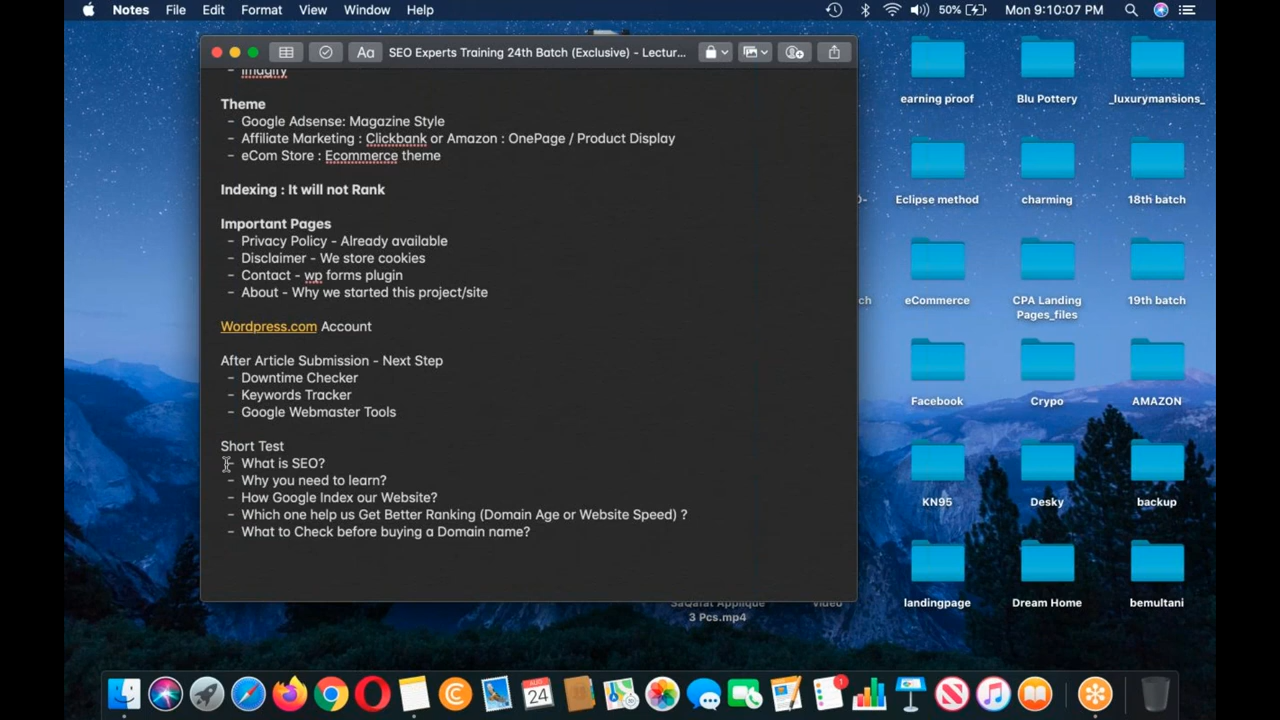 Notes File Edit Format View Window Help 50% Mon 9:10:07 PM
SEO Experts Training 24th Batch (Exclusive) - Lectur...
- Imagify
Theme
- Google Adsense: Magazine Style
- Affiliate Marketing : Clickbank or Amazon : OnePage / Product Display
- eCom Store : Ecommerce theme
Indexing : It will not Rank
Important Pages
- Privacy Policy - Already available
- Disclaimer - We store cookies
- Contact - wp forms plugin
- About - Why we started this project/site
Wordpress.com Account
After Article Submission - Next Step
- Downtime Checker
- Keywords Tracker
- Google Webmaster Tools
Short Test
- What is SEO?
- Why you need to learn?
- How Google Index our Website?
- Which one help us Get Better Ranking (Domain Age or Website Speed) ?
- What to Check before buying a Domain name?
earning proof Blu Pottery _luxurymansions_
Eclipse method charming 18th batch
eCommerce CPA Landing Pages_files 19th batch
Facebook Crypo AMAZON
KN95 Desky backup
landingpage Dream Home bemultani
3 Pcs.mp4
AUG
24
1